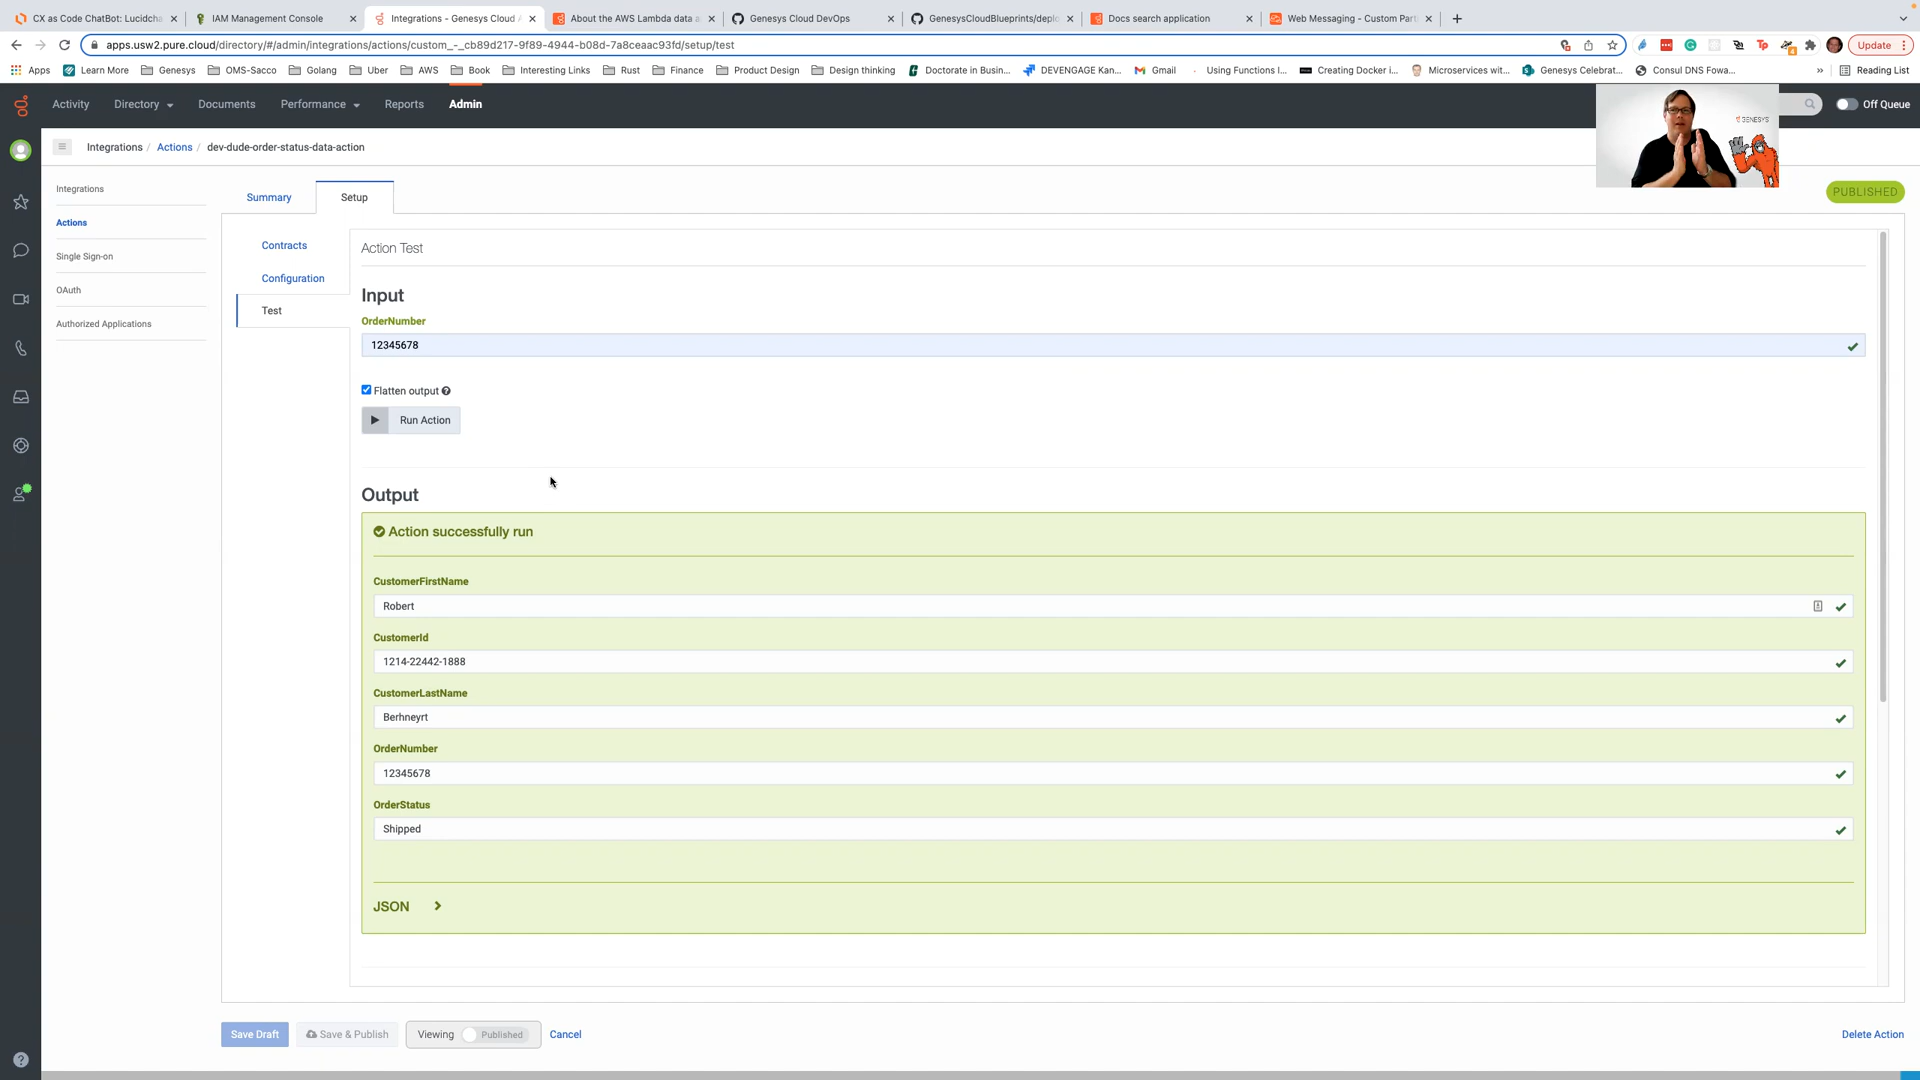 CX as Code ChatBot: Lucidcha
IAM Management Console
Integrations - Genesys Cloud A
About the AWS Lambda data a
Genesys Cloud DevOps
GenesysCloudBlueprints/deplo
Docs search application
Web Messaging - Custom Part
apps.usw2.pure.cloud/directory/#/admin/integrations/actions/custom_-_cb89d217-9f89-4944-b08d-7a8ceaac93fd/setup/test
Update
Apps
Learn More
Genesys
OMS-Sacco
Golang
Uber
AWS
Book
Interesting Links
Rust
Finance
Product Design
Design thinking
Doctorate in Busin...
DEVENGAGE Kan...
Gmail
Using Functions I...
Creating Docker i...
Microservices wit...
Genesys Celebrat...
Consul DNS Fowa...
»
Reading List
Activity
Directory
Documents
Performance
Reports
Admin
GENESYS
Off Queue
Integrations / Actions / dev-dude-order-status-data-action
Integrations
Actions
Single Sign-on
OAuth
Authorized Applications
Summary
Setup
PUBLISHED
Contracts
Configuration
Test
Action Test
Input
OrderNumber
12345678
Flatten output
Run Action
Output
Action successfully run
CustomerFirstName
Robert
CustomerId
1214-22442-1888
CustomerLastName
Berhneyrt
OrderNumber
12345678
OrderStatus
Shipped
JSON
Save Draft
Save & Publish
Viewing
Published
Cancel
Delete Action